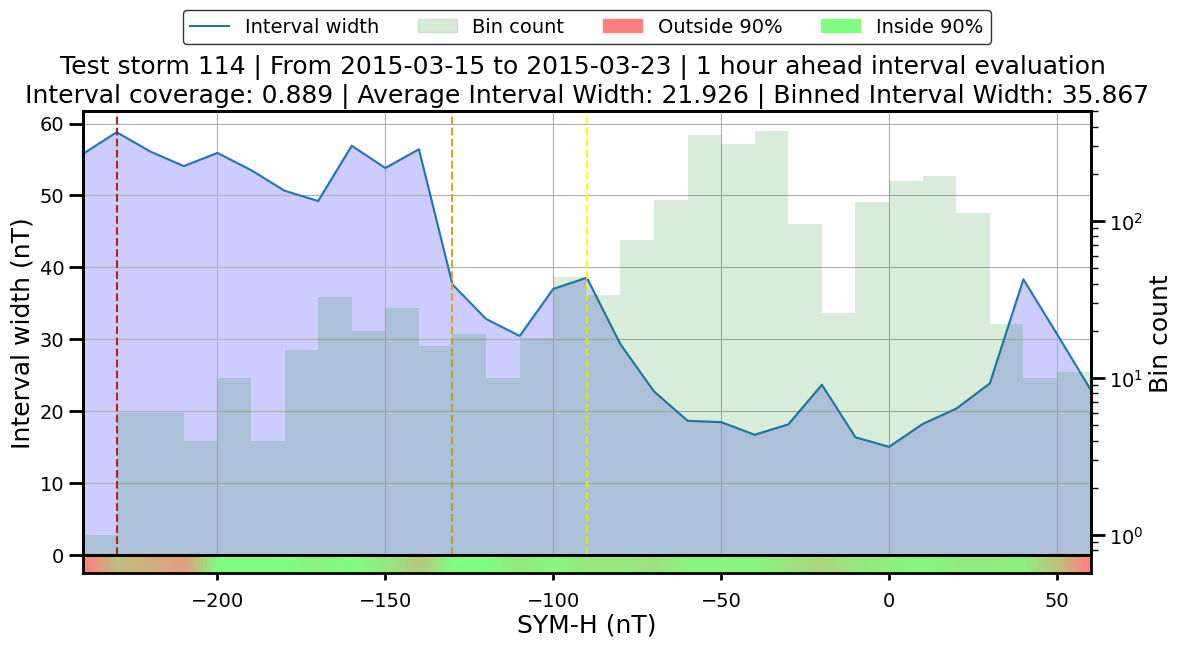 Interval width Bin count Outside 90% Inside 90%
Test storm 114 | From 2015-03-15 to 2015-03-23 | 1 hour ahead interval evaluation
Interval coverage: 0.889 | Average Interval Width: 21.926 | Binned Interval Width: 35.867
Interval width (nT)
60
50
40
30
20
10
0
10²
10¹
10⁰
Bin count
−200 −150 −100 −50 0 50
SYM-H (nT)